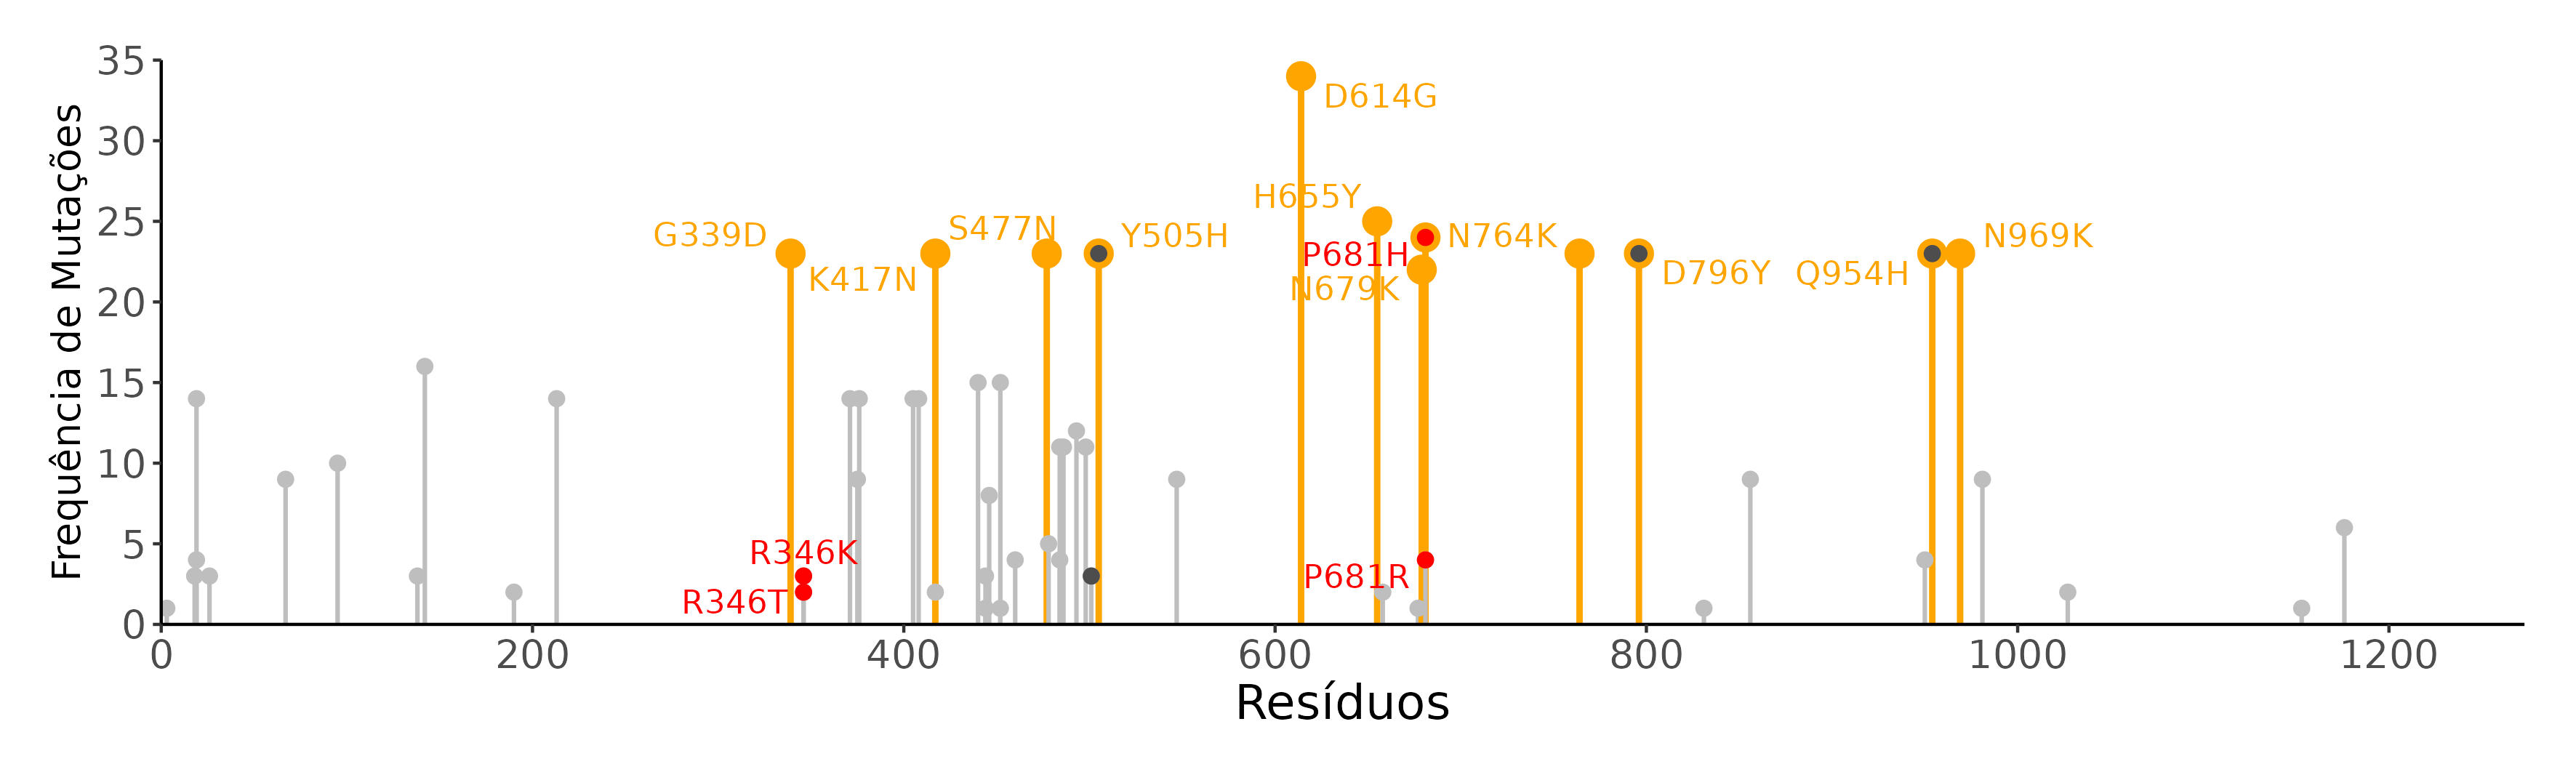 Frequência de Mutações
35
30
25
20
15
10
5
0
D614G
H655Y
G339D
S477N
Y505H
P681H
N764K
N969K
K417N
N679K
D796Y
Q954H
R346K
R346T
P681R
0 200 400 600 800 1000 1200
Resíduos